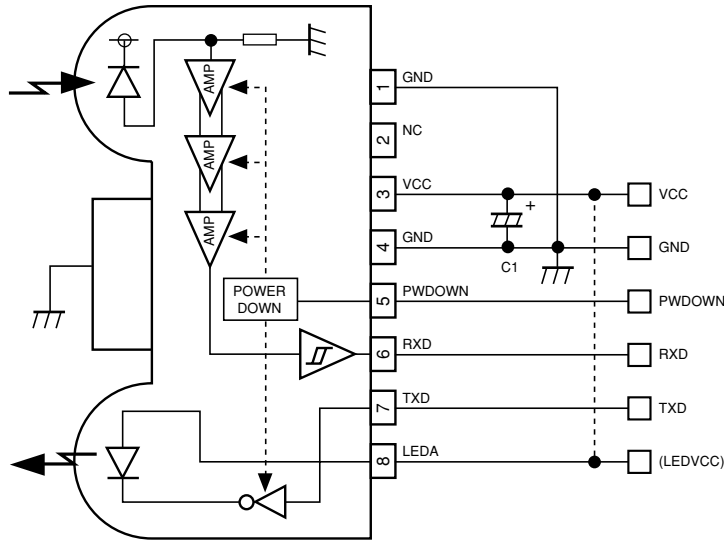 AMP
AMP
AMP
POWER
DOWN
1 GND
2 NC
3 VCC
4 GND
5 PWDOWN
6 RXD
7 TXD
8 LEDA
+
C1
VCC
GND
PWDOWN
RXD
TXD
(LEDVCC)